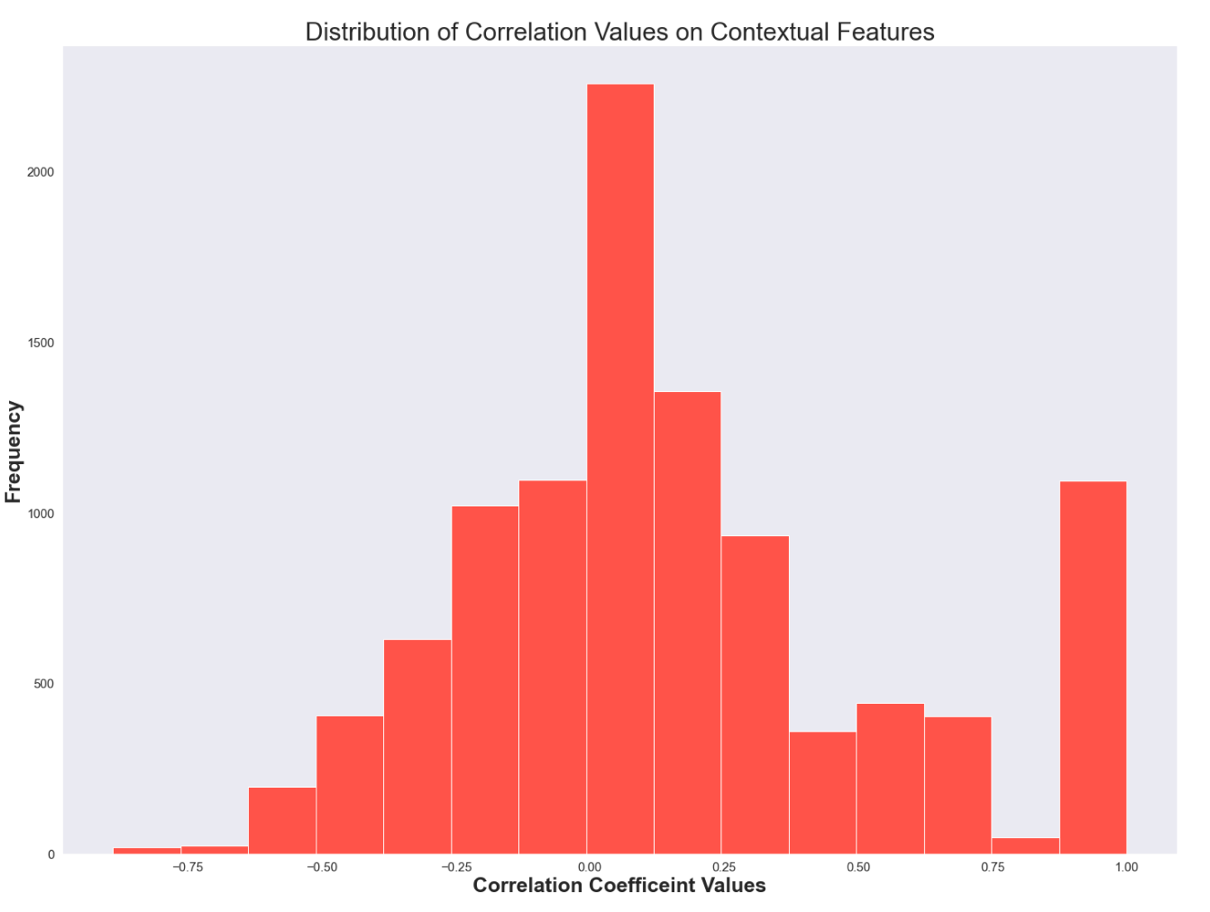 Distribution of Correlation Values on Contextual Features
2000
1500
1000
500
0
Frequency
−0.75 −0.50 −0.25 0.00 0.25 0.50 0.75 1.00
Correlation Coefficeint Values